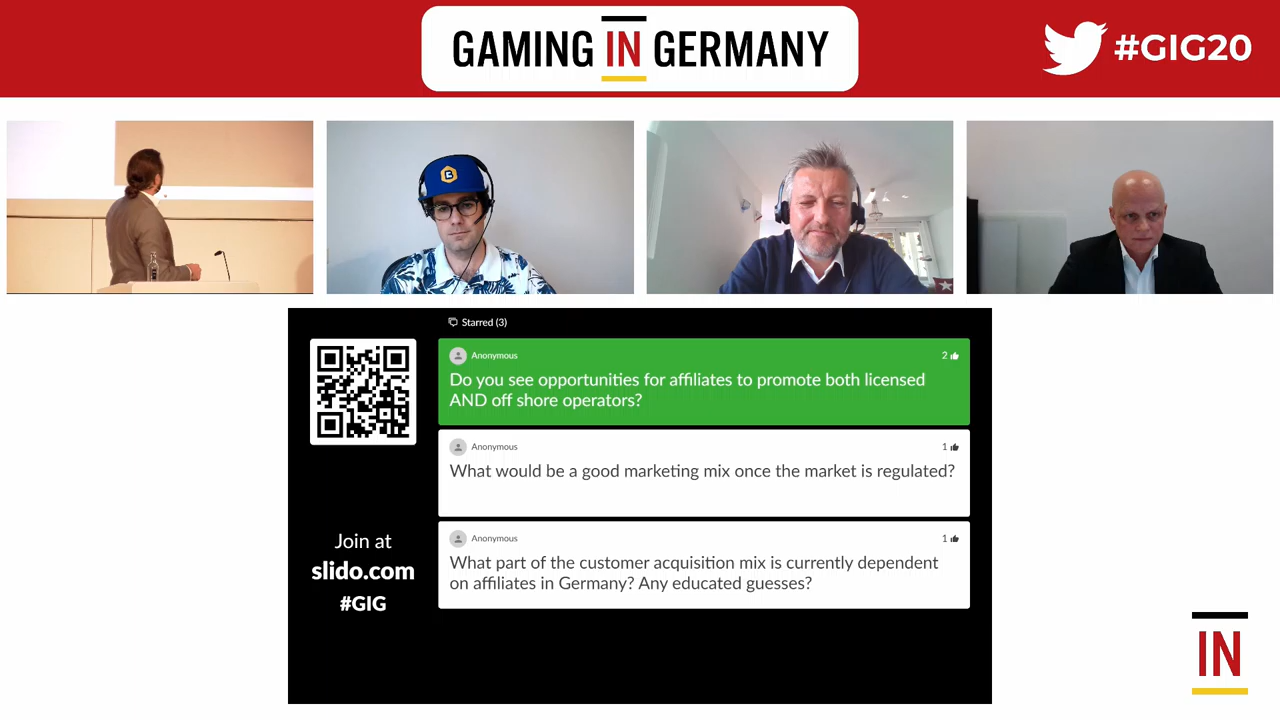 GAMING IN GERMANY
#GIG20
B
Starred (3)
Anonymous
2
Do you see opportunities for affiliates to promote both licensed
AND off shore operators?
Anonymous
1
What would be a good marketing mix once the market is regulated?
Anonymous
1
What part of the customer acquisition mix is currently dependent
on affiliates in Germany? Any educated guesses?
Join at
slido.com
#GIG
IN